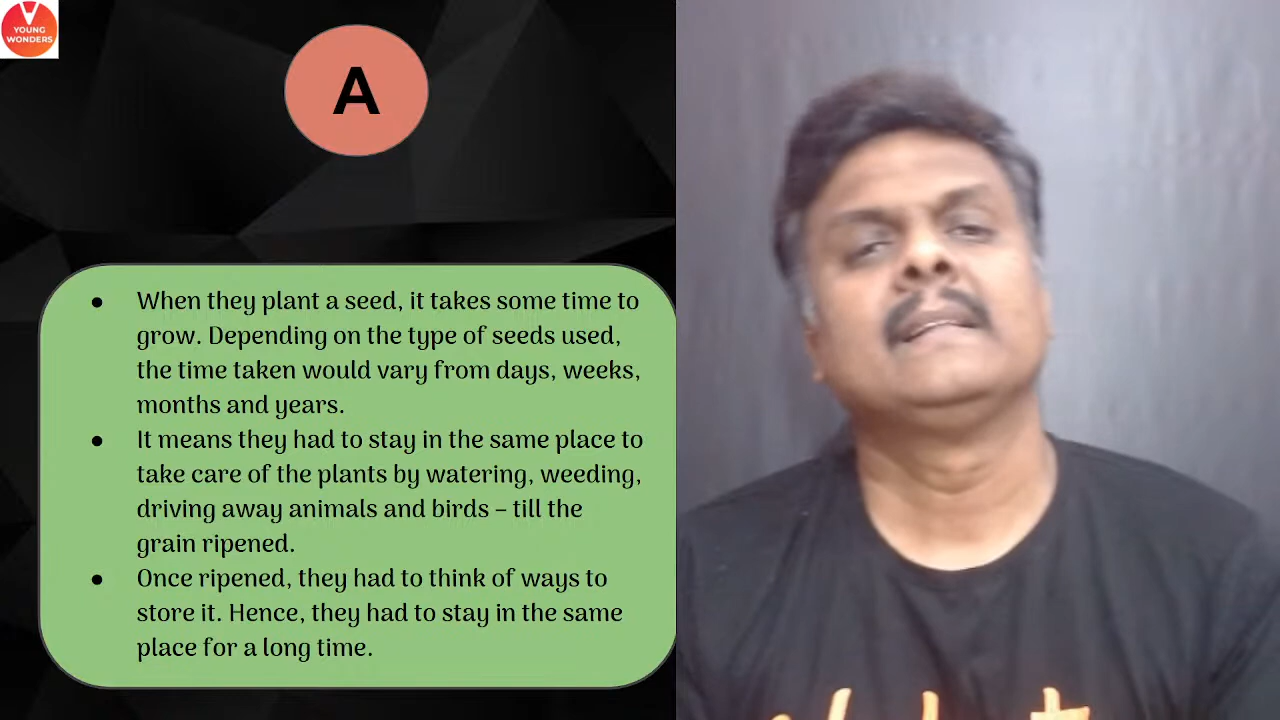 YOUNG
WONDERS
A
● When they plant a seed, it takes some time to
grow. Depending on the type of seeds used,
the time taken would vary from days, weeks,
months and years.
● It means they had to stay in the same place to
take care of the plants by watering, weeding,
driving away animals and birds – till the
grain ripened.
● Once ripened, they had to think of ways to
store it. Hence, they had to stay in the same
place for a long time.